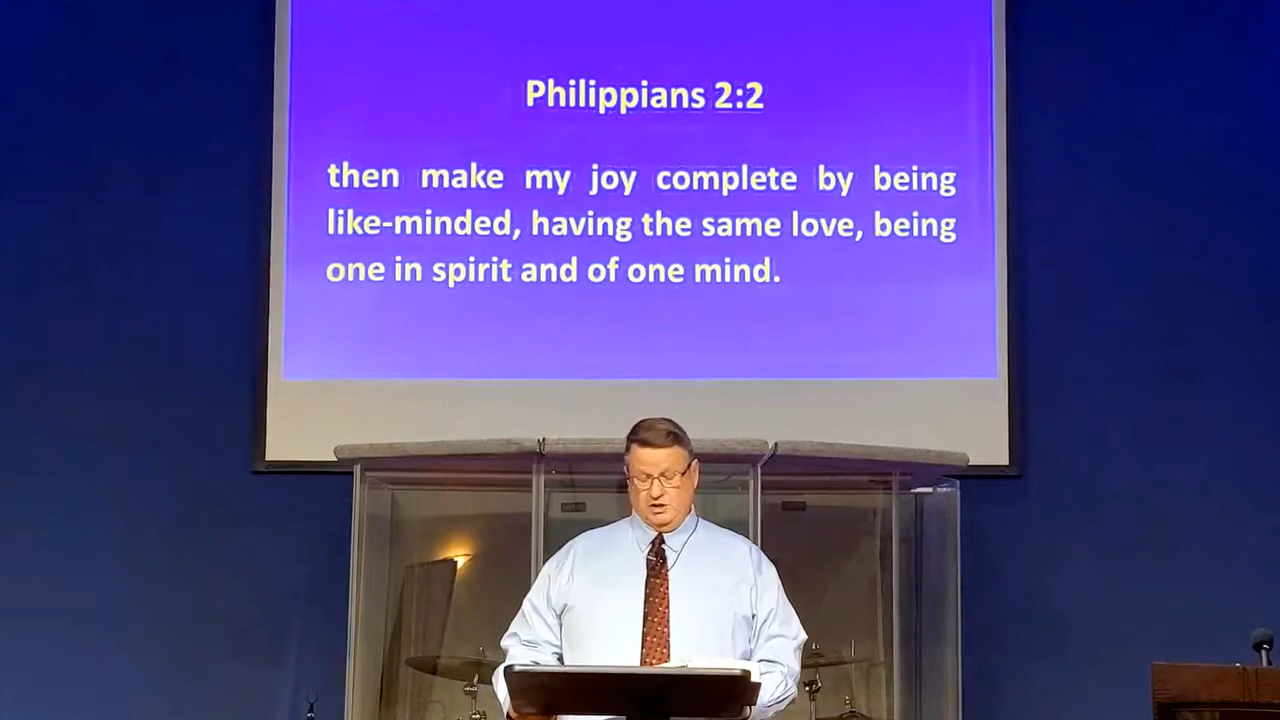 Philippians 2:2
then make my joy complete by being
like-minded, having the same love, being
one in spirit and of one mind.